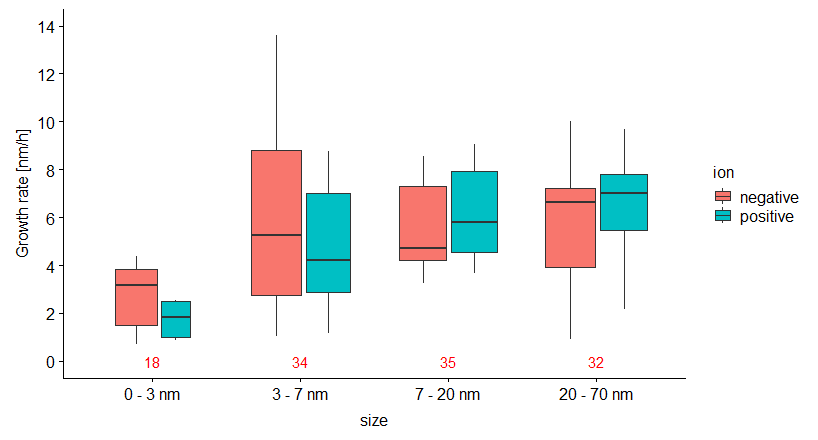 14
12
10
8
6
4
2
0
Growth rate [nm/h]
18 34 35 32
0 - 3 nm 3 - 7 nm 7 - 20 nm 20 - 70 nm
size
ion
negative
positive